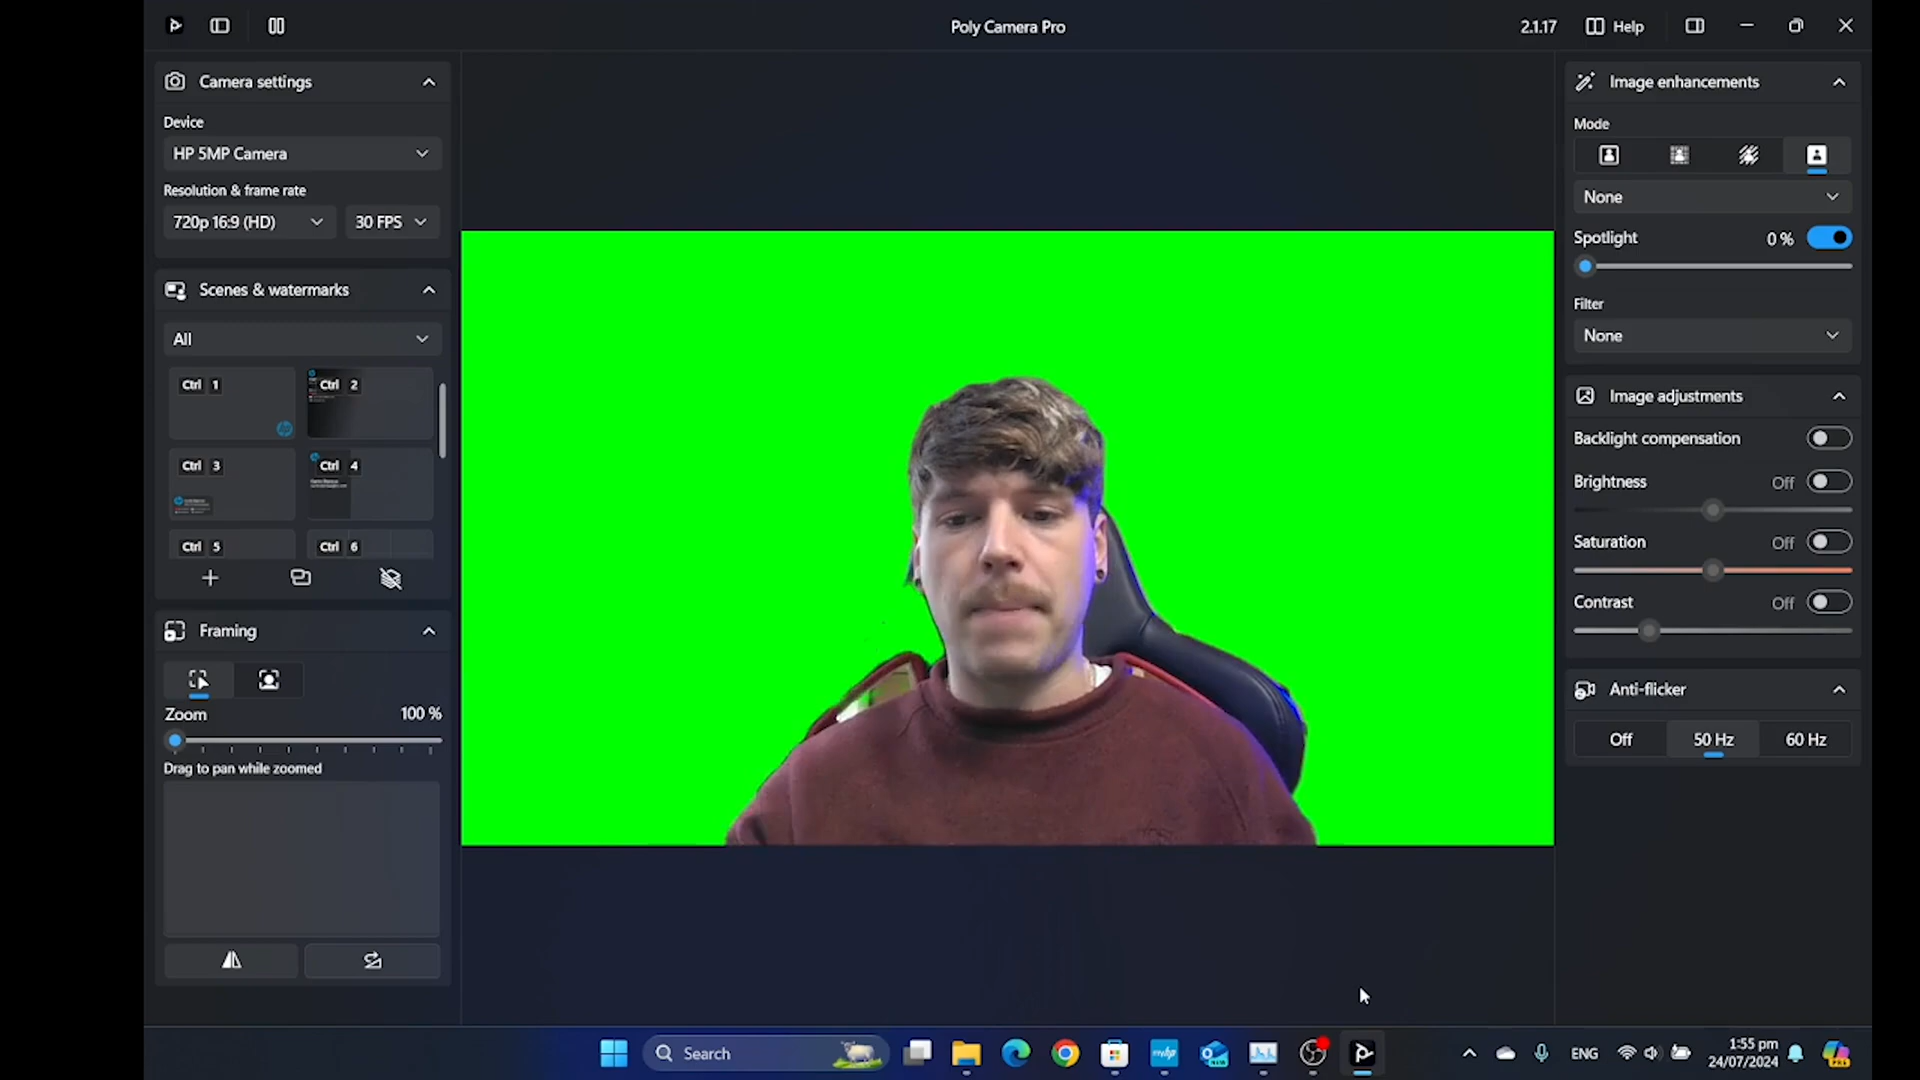 Poly Camera Pro
2.1.17
Help
Camera settings
Device
HP 5MP Camera
Resolution & frame rate
720p 16:9 (HD)
30 FPS
Scenes & watermarks
All
Ctrl 1
Ctrl 2
Ctrl 3
Ctrl 4
Ctrl 5
Ctrl 6
Framing
Zoom
100 %
Drag to pan while zoomed
Image enhancements
Mode
None
Spotlight
0 %
Filter
None
Image adjustments
Backlight compensation
Brightness
Off
Saturation
Off
Contrast
Off
Anti-flicker
Off
50 Hz
60 Hz
Search
ENG
1:55 pm
24/07/2024